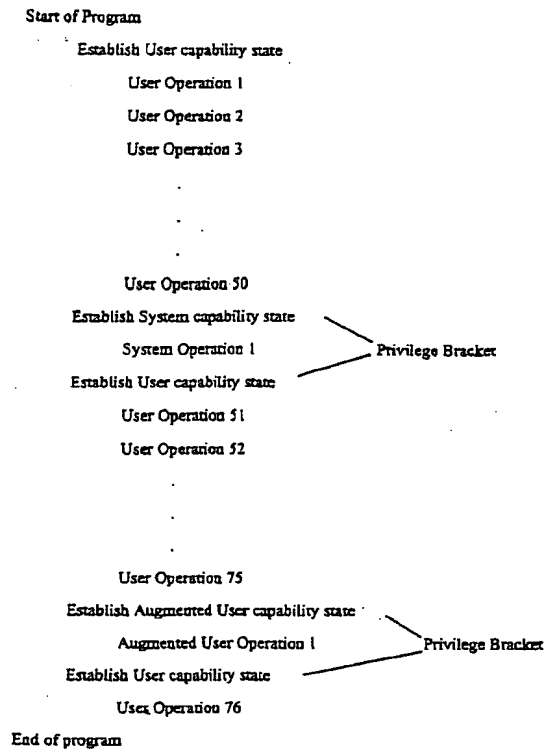 Start of Program
Establish User capability state
User Operation 1
User Operation 2
User Operation 3
.
.
.
User Operation 50
Establish System capability state
System Operation 1
Privilege Bracket
Establish User capability state
User Operation 51
User Operation 52
.
.
.
User Operation 75
Establish Augmented User capability state
Augmented User Operation 1
Privilege Bracket
Establish User capability state
User Operation 76
End of program